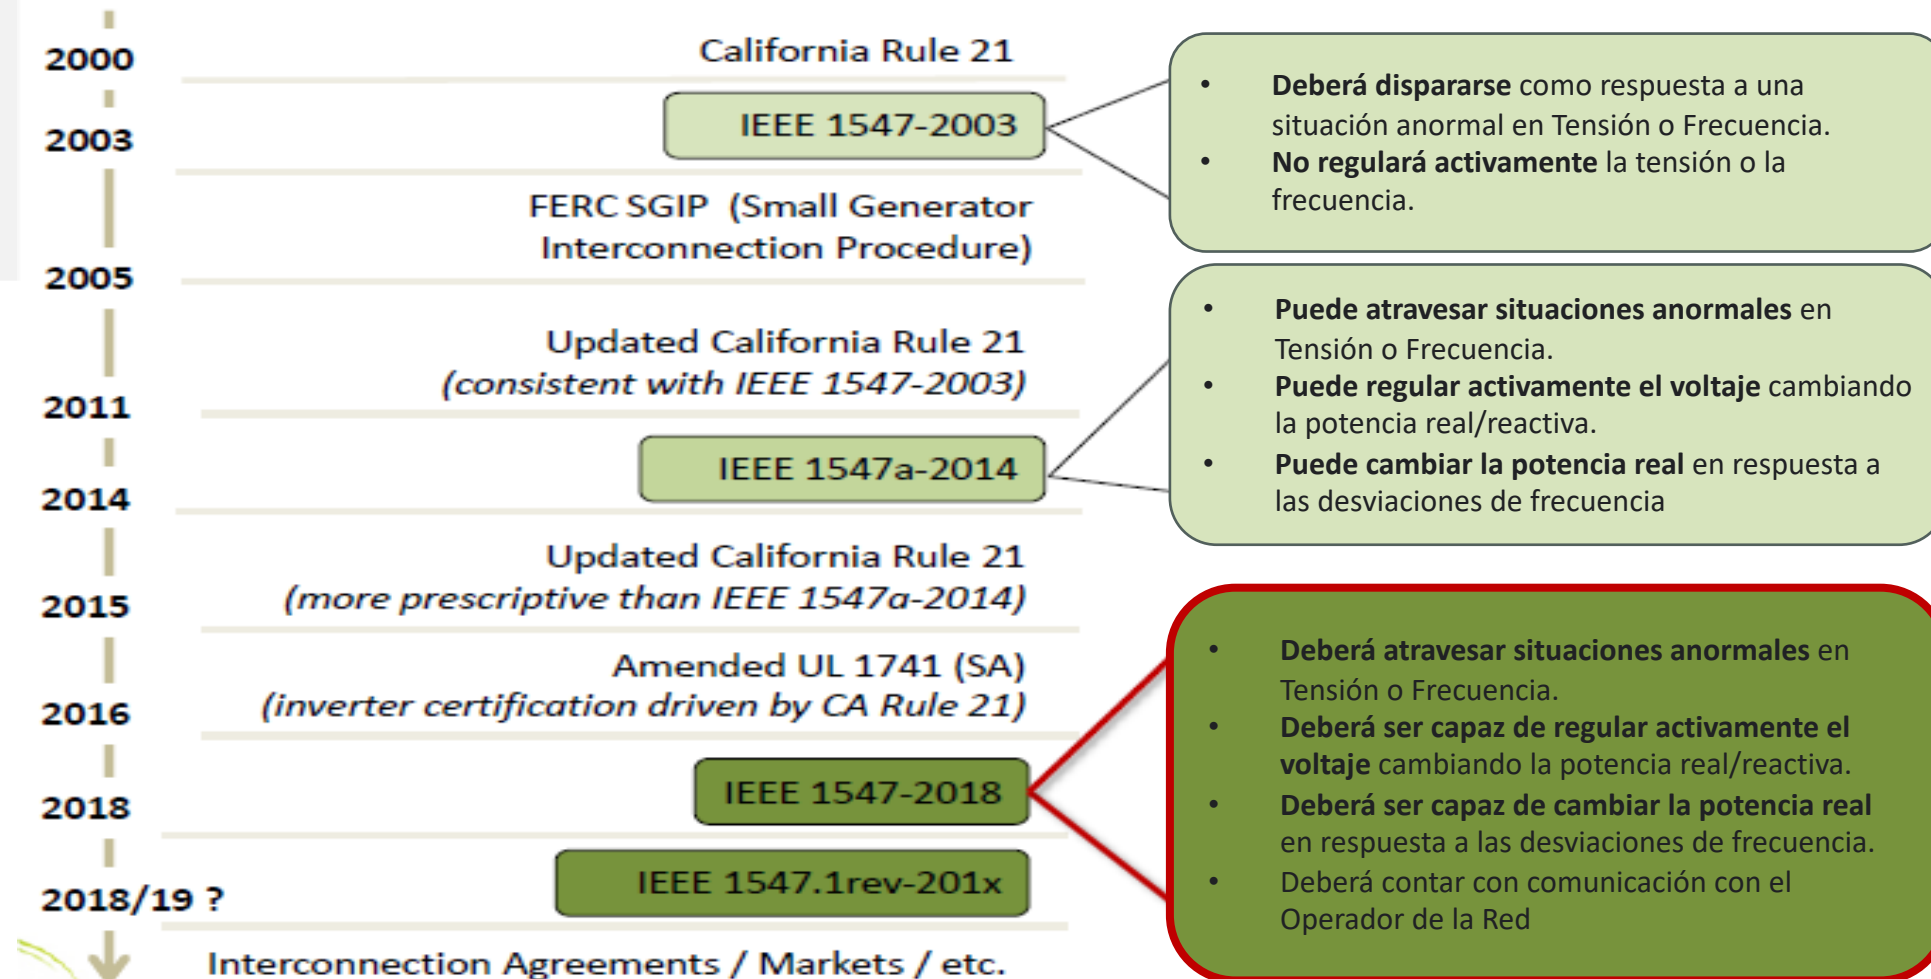 2000
California Rule 21
IEEE 1547-2003
2003
FERC SGIP (Small Generator
Interconnection Procedure)
2005
Updated California Rule 21
(consistent with IEEE 1547-2003)
2011
IEEE 1547a-2014
2014
Updated California Rule 21
(more prescriptive than IEEE 1547a-2014)
2015
Amended UL 1741 (SA)
(inverter certification driven by CA Rule 21)
2016
IEEE 1547-2018
2018
IEEE 1547.1rev-201x
2018/19 ?
Interconnection Agreements / Markets / etc.
• Deberá dispararse como respuesta a una
situación anormal en Tensión o Frecuencia.
• No regulará activamente la tensión o la
frecuencia.
• Puede atravesar situaciones anormales en
Tensión o Frecuencia.
• Puede regular activamente el voltaje cambiando
la potencia real/reactiva.
• Puede cambiar la potencia real en respuesta a
las desviaciones de frecuencia
• Deberá atravesar situaciones anormales en
Tensión o Frecuencia.
• Deberá ser capaz de regular activamente el
voltaje cambiando la potencia real/reactiva.
• Deberá ser capaz de cambiar la potencia real
en respuesta a las desviaciones de frecuencia.
• Deberá contar con comunicación con el
Operador de la Red